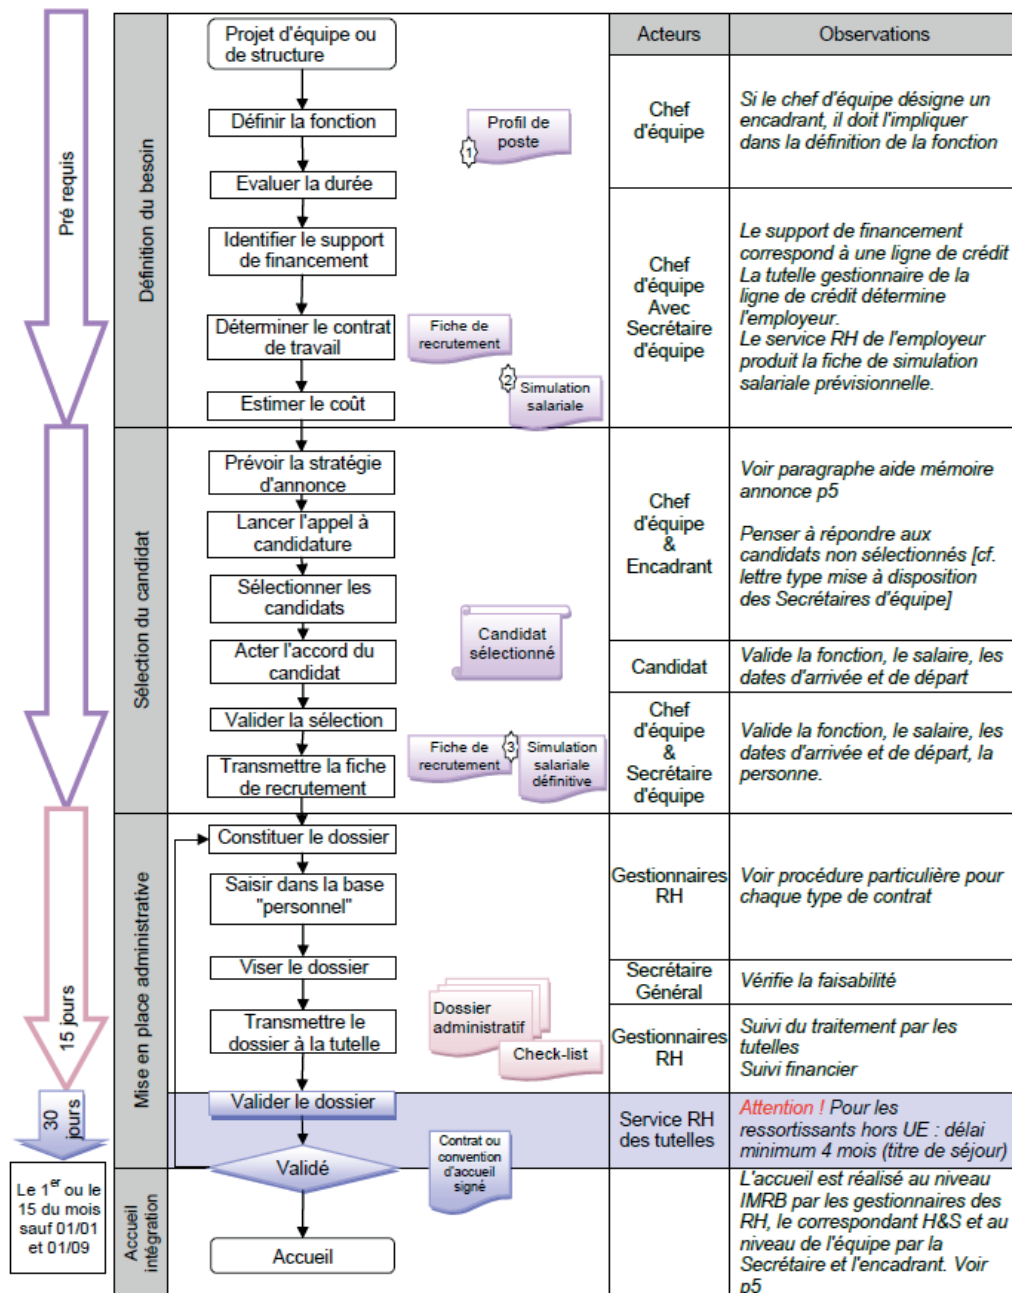 Projet d'équipe ou
de structure
Acteurs
Observations
Pré requis
Définition du besoin
Définir la fonction
Profil de
poste
1
Chef
d'équipe
Si le chef d'équipe désigne un
encadrant, il doit l'impliquer
dans la définition de la fonction
Evaluer la durée
Identifier le support
de financement
Déterminer le contrat
de travail
Fiche de
recrutement
2
Simulation
salariale
Estimer le coût
Chef
d'équipe
Avec
Secrétaire
d'équipe
Le support de financement
correspond à une ligne de crédit
La tutelle gestionnaire de la
ligne de crédit détermine
l'employeur.
Le service RH de l'employeur
produit la fiche de simulation
salariale prévisionnelle.
Sélection du candidat
Prévoir la stratégie
d'annonce
Lancer l'appel à
candidature
Sélectionner les
candidats
Chef
d'équipe
&
Encadrant
Voir paragraphe aide mémoire
annonce p5
Penser à répondre aux
candidats non sélectionnés [cf.
lettre type mise à disposition
des Secrétaires d'équipe]
Acter l'accord du
candidat
Candidat
sélectionné
Candidat
Valide la fonction, le salaire, les
dates d'arrivée et de départ
Valider la sélection
Transmettre la fiche
de recrutement
Fiche de
recrutement
3
Simulation
salariale
définitive
Chef
d'équipe
&
Secrétaire
d'équipe
Valide la fonction, le salaire, les
dates d'arrivée et de départ, la
personne.
15 jours
Mise en place administrative
Constituer le dossier
Saisir dans la base
"personnel"
Gestionnaires
RH
Voir procédure particulière pour
chaque type de contrat
Viser le dossier
Secrétaire
Général
Vérifie la faisabilité
Transmettre le
dossier à la tutelle
Dossier
administratif
Check-list
Gestionnaires
RH
Suivi du traitement par les
tutelles
Suivi financier
30
jours
Valider le dossier
Validé
Contrat ou
convention
d'accueil
signé
Service RH
des tutelles
Attention ! Pour les
ressortissants hors UE : délai
minimum 4 mois (titre de séjour)
Le 1er ou le
15 du mois
sauf 01/01
et 01/09
Accueil
intégration
Accueil
L'accueil est réalisé au niveau
IMRB par les gestionnaires des
RH, le correspondant H&S et au
niveau de l'équipe par la
Secrétaire et l'encadrant. Voir
p5